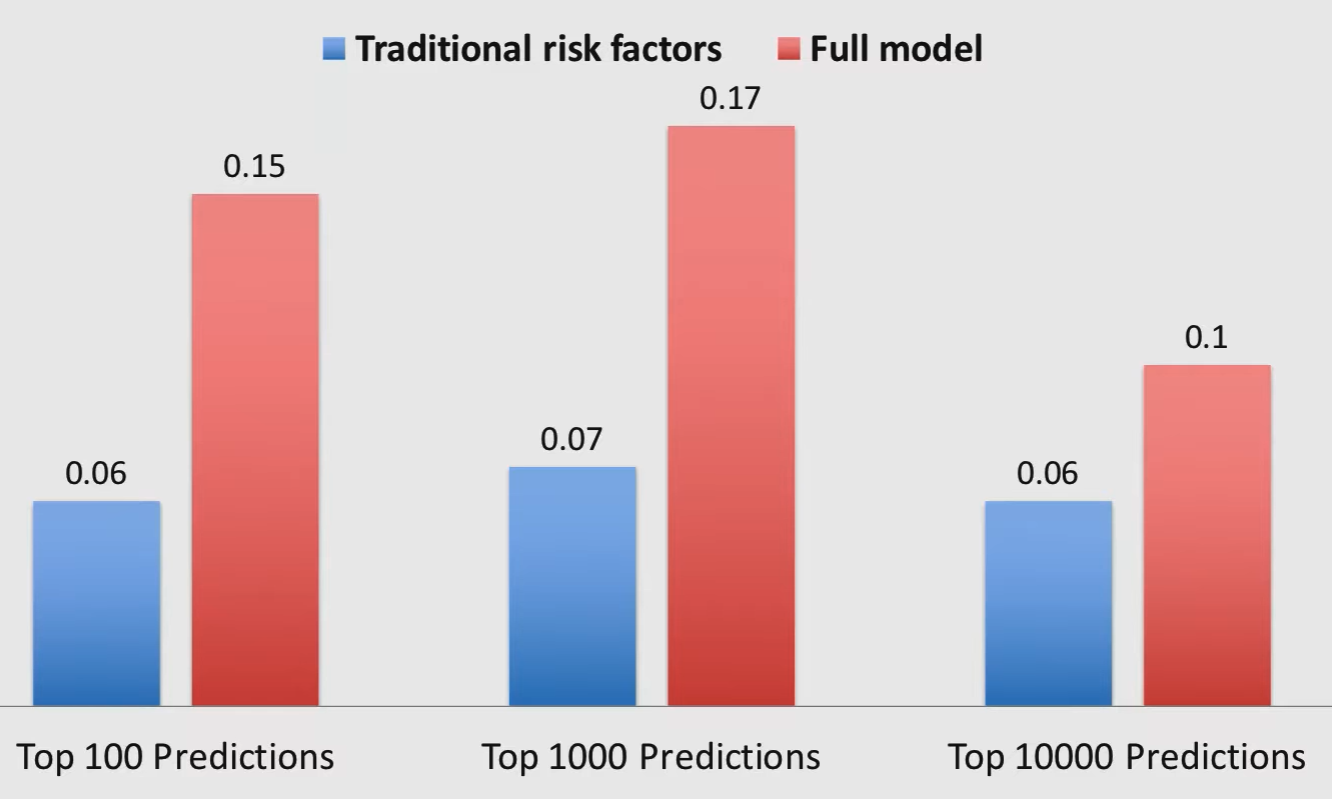 Traditional risk factors
Full model
0.06
0.15
0.07
0.17
0.06
0.1
Top 100 Predictions
Top 1000 Predictions
Top 10000 Predictions